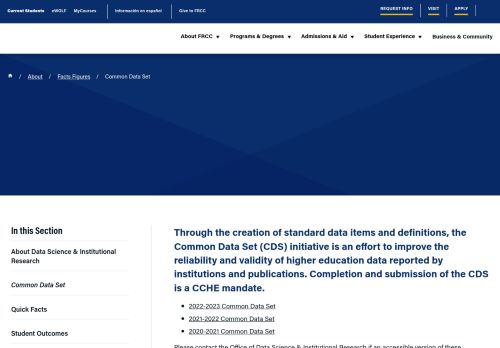 Current Students eWOLF MyCourses Información en español Give to FRCC REQUEST INFO VISIT APPLY
About FRCC Programs & Degrees Admissions & Aid Student Experience Business & Community
/ About / Facts Figures / Common Data Set
In this Section
About Data Science & Institutional
Research
Common Data Set
Quick Facts
Student Outcomes
Through the creation of standard data items and definitions, the
Common Data Set (CDS) initiative is an effort to improve the
reliability and validity of higher education data reported by
institutions and publications. Completion and submission of the CDS
is a CCHE mandate.
2022-2023 Common Data Set
2021-2022 Common Data Set
2020-2021 Common Data Set
Please contact the Office of Data Science & Institutional Research if an accessible version of these